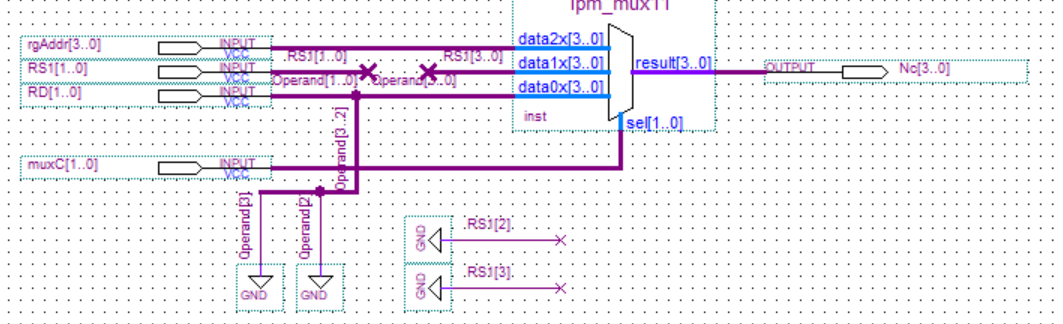 lpm_mux11
rgAddr[3..0] INPUT VCC data2x[3..0]
RS1[1..0] RS1[3..0]
RS1[1..0] INPUT VCC data1x[3..0] result[3..0] OUTPUT Nc[3..0]
Operand[1..0] Operand[3..0]
RD[1..0] INPUT VCC data0x[3..0]
inst
sel[1..0]
Operand[3..2]
muxC[1..0] INPUT VCC
Operand[3] Operand[2]
GND RS1[2]
GND RS1[3]
GND GND